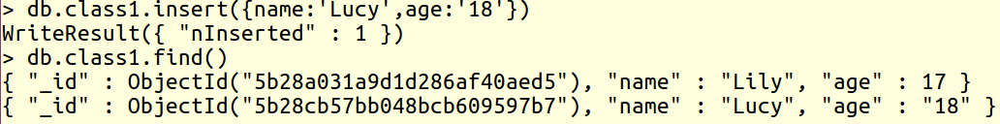 > db.class1.insert({name:'Lucy',age:'18'})
WriteResult({ "nInserted" : 1 })
> db.class1.find()
{ "_id" : ObjectId("5b28a031a9d1d286af40aed5"), "name" : "Lily", "age" : 17 }
{ "_id" : ObjectId("5b28cb57bb048bcb609597b7"), "name" : "Lucy", "age" : "18" }